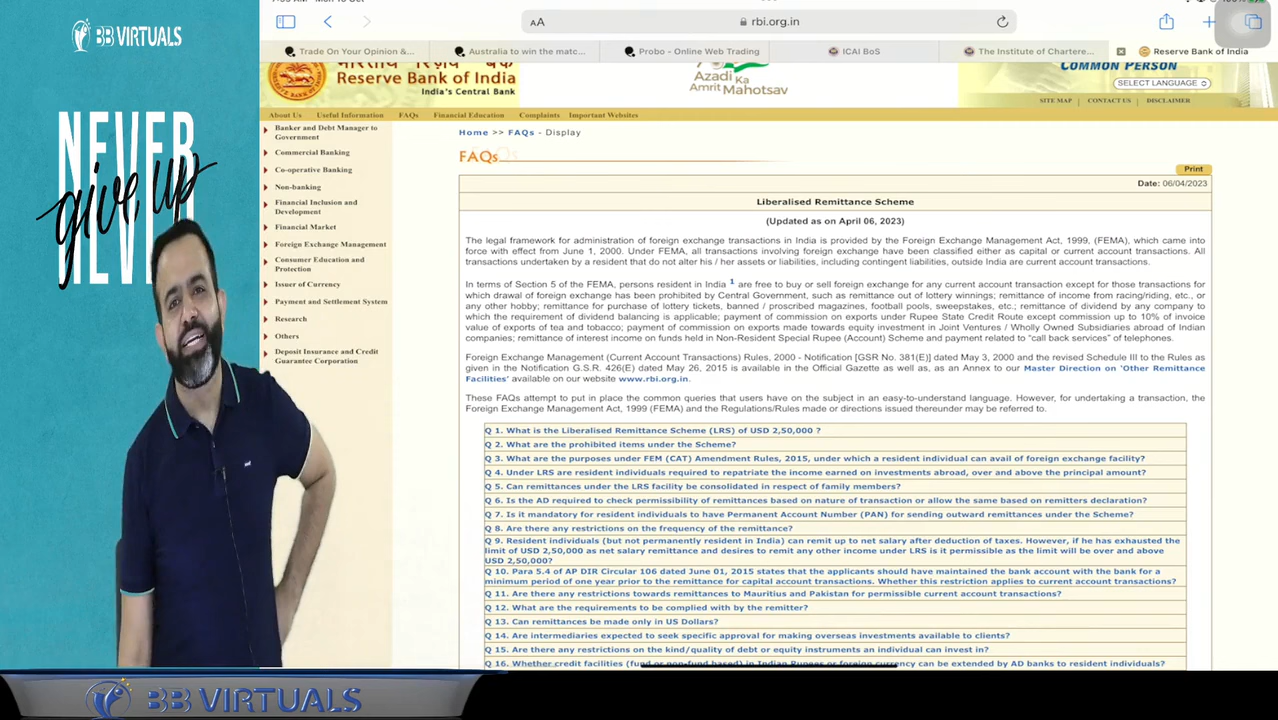 BB VIRTUALS
NEVER
give up
NEVER
rbi.org.in
Trade On Your Opinion &...
Australia to win the matc...
Probo - Online Web Trading
ICAI BoS
The Institute of Chartere...
Reserve Bank of India
भारतीय रिज़र्व बैंक
Reserve Bank of India
India's Central Bank
Azadi Ka
Amrit Mahotsav
COMMON PERSON
SELECT LANGUAGE
SITE MAP | CONTACT US | DISCLAIMER
About Us Useful Information FAQs Financial Education Complaints Important Websites
Banker and Debt Manager to
Government
Commercial Banking
Co-operative Banking
Non-banking
Financial Inclusion and
Development
Financial Market
Foreign Exchange Management
Consumer Education and
Protection
Issuer of Currency
Payment and Settlement System
Research
Others
Deposit Insurance and Credit
Guarantee Corporation
Home >> FAQs - Display
FAQs
Print
Date: 06/04/2023
Liberalised Remittance Scheme
(Updated as on April 06, 2023)
The legal framework for administration of foreign exchange transactions in India is provided by the Foreign Exchange Management Act, 1999, (FEMA), which came into
force with effect from June 1, 2000. Under FEMA, all transactions involving foreign exchange have been classified either as capital or current account transactions. All
transactions undertaken by a resident that do not alter his / her assets or liabilities, including contingent liabilities, outside India are current account transactions.
In terms of Section 5 of the FEMA, persons resident in India 1 are free to buy or sell foreign exchange for any current account transaction except for those transactions for
which drawal of foreign exchange has been prohibited by Central Government, such as remittance out of lottery winnings; remittance of income from racing/riding, etc., or
any other hobby; remittance for purchase of lottery tickets, banned / proscribed magazines, football pools, sweepstakes, etc.; remittance of dividend by any company to
which the requirement of dividend balancing is applicable; payment of commission on exports under Rupee State Credit Route except commission up to 10% of invoice
value of exports of tea and tobacco; payment of commission on exports made towards equity investment in Joint Ventures / Wholly Owned Subsidiaries abroad of Indian
companies; remittance of interest income on funds held in Non-Resident Special Rupee (Account) Scheme and payment related to “call back services” of telephones.
Foreign Exchange Management (Current Account Transactions) Rules, 2000 - Notification [GSR No. 381(E)] dated May 3, 2000 and the revised Schedule III to the Rules as
given in the Notification G.S.R. 426(E) dated May 26, 2015 is available in the Official Gazette as well as, as an Annex to our Master Direction on 'Other Remittance
Facilities' available on our website www.rbi.org.in.
These FAQs attempt to put in place the common queries that users have on the subject in an easy-to-understand language. However, for undertaking a transaction, the
Foreign Exchange Management Act, 1999 (FEMA) and the Regulations/Rules made or directions issued thereunder may be referred to.
Q 1. What is the Liberalised Remittance Scheme (LRS) of USD 2,50,000 ?
Q 2. What are the prohibited items under the Scheme?
Q 3. What are the purposes under FEM (CAT) Amendment Rules, 2015, under which a resident individual can avail of foreign exchange facility?
Q 4. Under LRS are resident individuals required to repatriate the income earned on investments abroad, over and above the principal amount?
Q 5. Can remittances under the LRS facility be consolidated in respect of family members?
Q 6. Is the AD required to check permissibility of remittances based on nature of transaction or allow the same based on remitters declaration?
Q 7. Is it mandatory for resident individuals to have Permanent Account Number (PAN) for sending outward remittances under the Scheme?
Q 8. Are there any restrictions on the frequency of the remittance?
Q 9. Resident individuals (but not permanently resident in India) can remit up to net salary after deduction of taxes. However, if he has exhausted the
limit of USD 2,50,000 as net salary remittance and desires to remit any other income under LRS is it permissible as the limit will be over and above
USD 2,50,000?
Q 10. Para 5.4 of AP DIR Circular 106 dated June 01, 2015 states that the applicants should have maintained the bank account with the bank for a
minimum period of one year prior to the remittance for capital account transactions. Whether this restriction applies to current account transactions?
Q 11. Are there any restrictions towards remittances to Mauritius and Pakistan for permissible current account transactions?
Q 12. What are the requirements to be complied with by the remitter?
Q 13. Can remittances be made only in US Dollars?
Q 14. Are intermediaries expected to seek specific approval for making overseas investments available to clients?
Q 15. Are there any restrictions on the kind/quality of debt or equity instruments an individual can invest in?
Q 16. Whether credit facilities (fund or non-fund based) in Indian Rupees or foreign currency can be extended by AD banks to resident individuals?
BB VIRTUALS